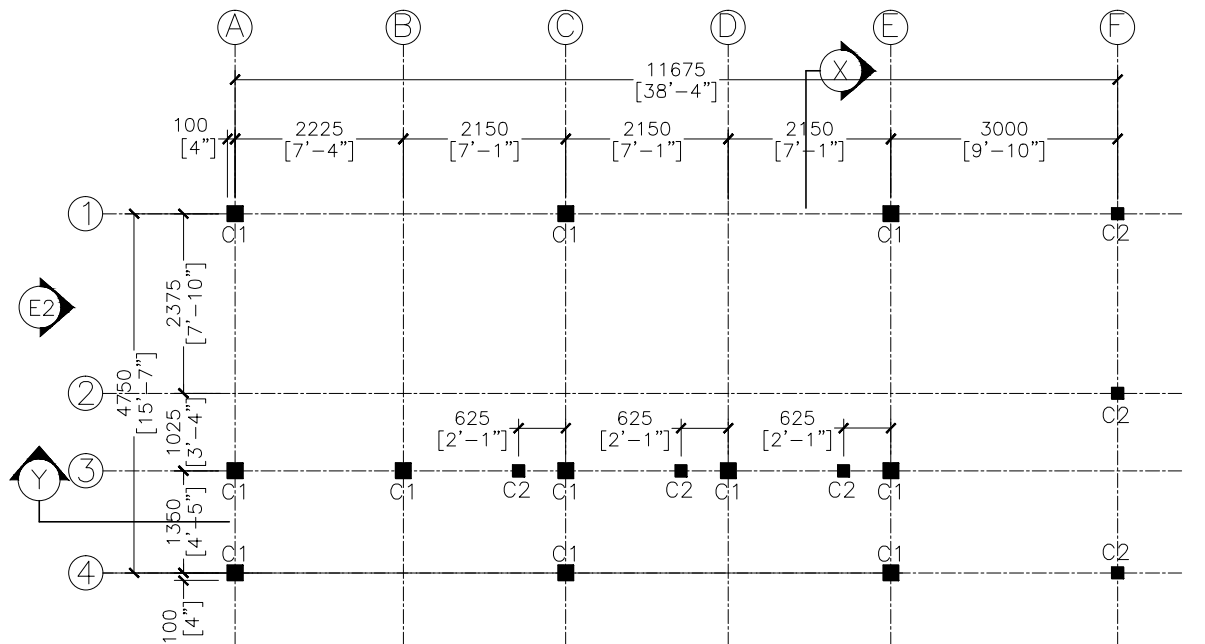 A B C D E F
X
11675
[38'-4"]
100 2225 2150 2150 2150 3000
[4"] [7'-4"] [7'-1"] [7'-1"] [7'-1"] [9'-10"]
1
C1 C1 C1 C2
E2
2375
[7'-10"]
4750
[15'-7"]
2
C2
1025
[3'-4"]
625 625 625
[2'-1"] [2'-1"] [2'-1"]
Y
3
C1 C1 C2 C1 C2 C1 C2 C1
1350
[4'-5"]
C1 C1 C1 C2
4
100
[4"]